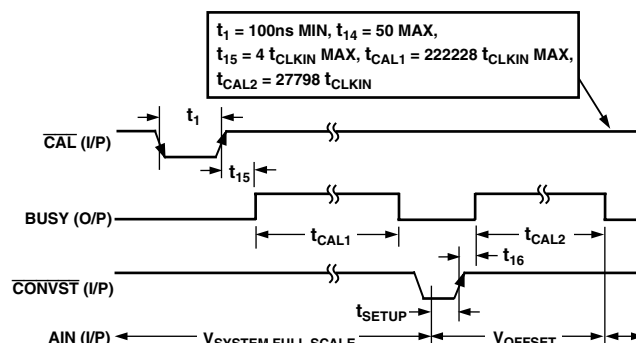 t1 = 100ns MIN, t14 = 50 MAX,
t15 = 4 tCLKIN MAX, tCAL1 = 222228 tCLKIN MAX,
tCAL2 = 27798 tCLKIN
t1
CAL (I/P)
t15
BUSY (O/P)
tCAL1
tCAL2
t16
CONVST (I/P)
tSETUP
AIN (I/P)
VSYSTEM FULL SCALE
VOFFSET